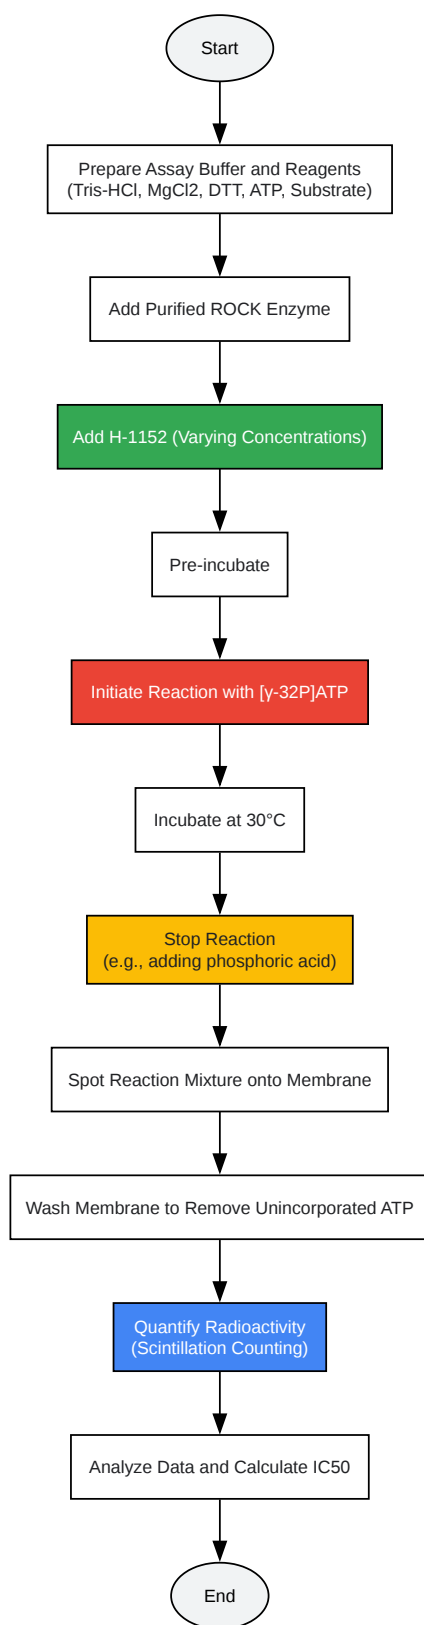 Start
Prepare Assay Buffer and Reagents
(Tris-HCl, MgCl2, DTT, ATP, Substrate)
Add Purified ROCK Enzyme
Add H-1152 (Varying Concentrations)
Pre-incubate
Initiate Reaction with [γ-32P]ATP
Incubate at 30°C
Stop Reaction
(e.g., adding phosphoric acid)
Spot Reaction Mixture onto Membrane
Wash Membrane to Remove Unincorporated ATP
Quantify Radioactivity
(Scintillation Counting)
Analyze Data and Calculate IC50
End